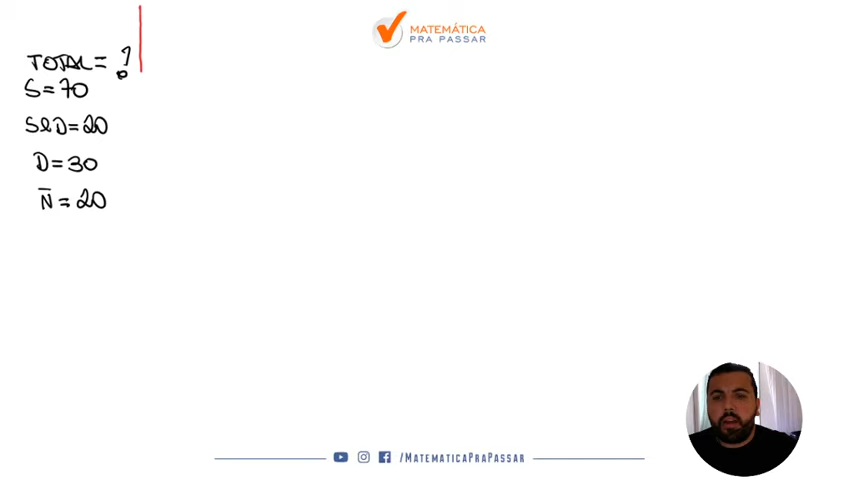 MATEMÁTICA
PRA PASSAR
TOTAL = ?
S = 70
S e D = 20
D = 30
N̄ = 20
/MatematicaPraPassar